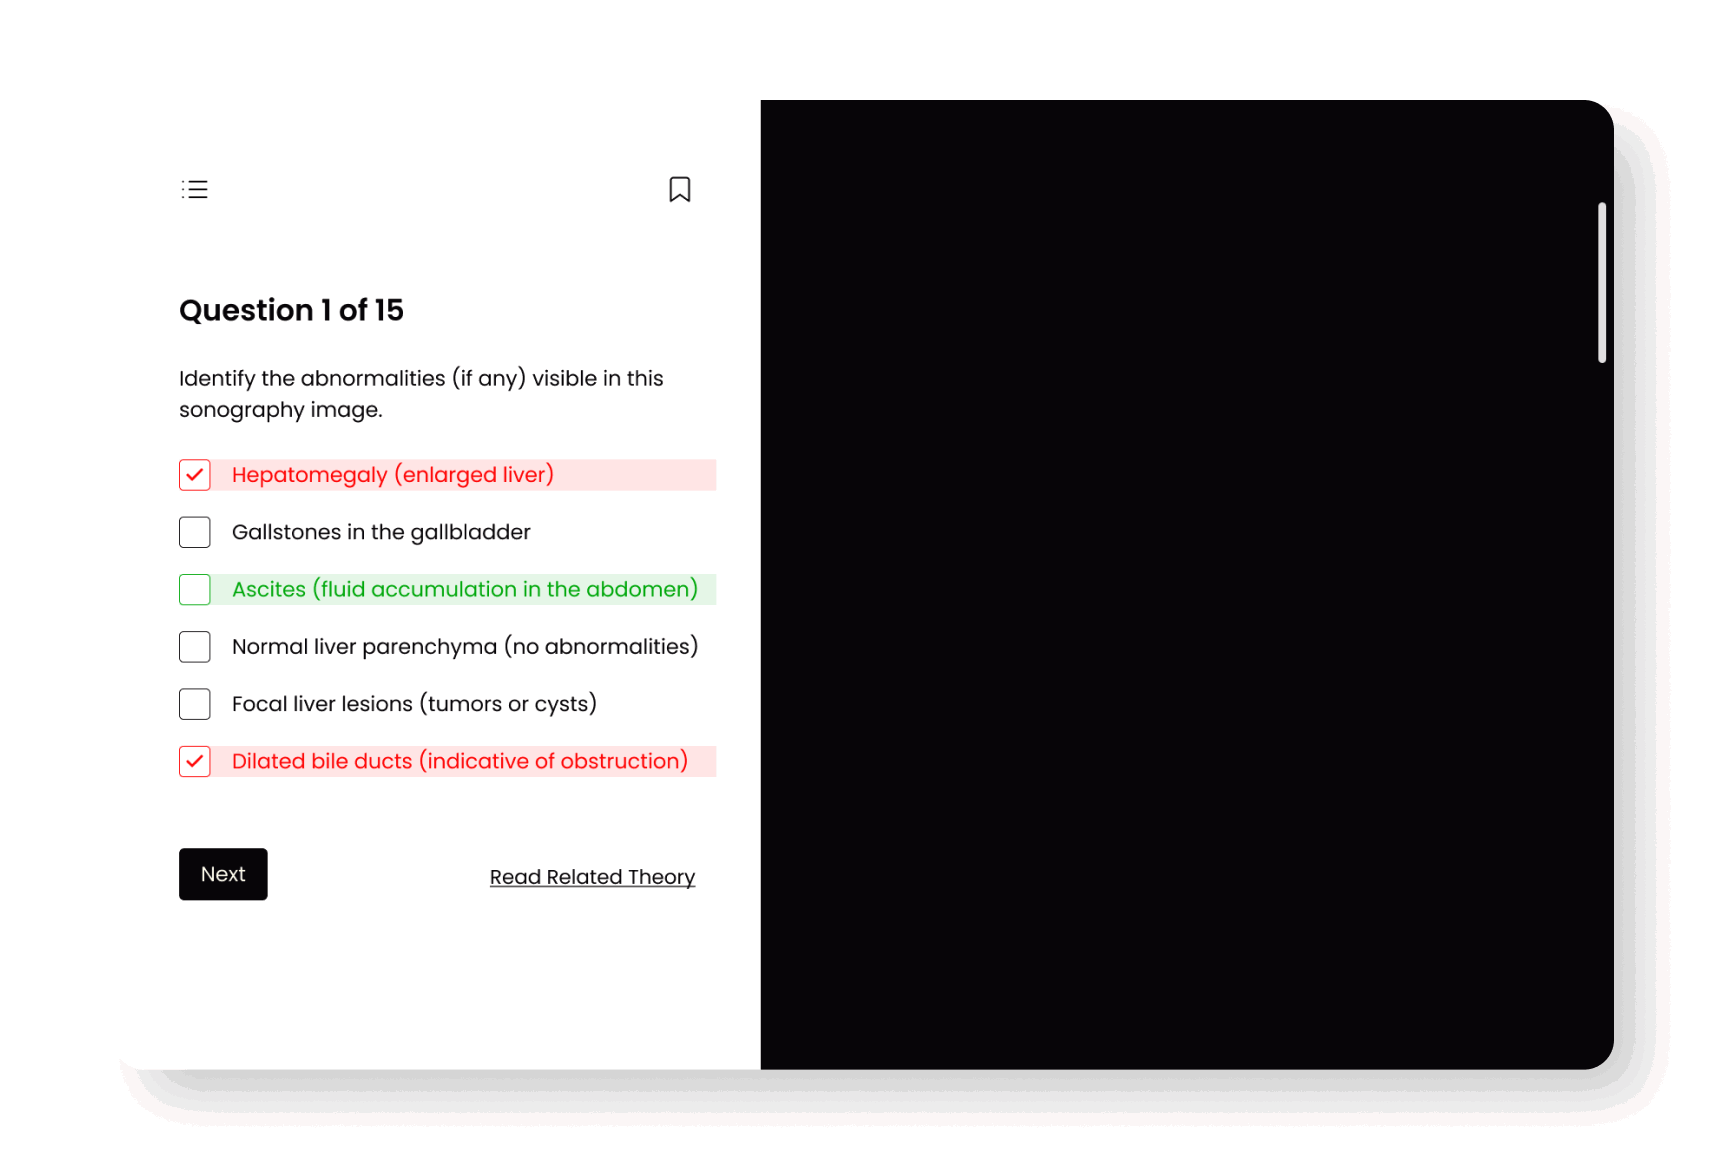 Question 1 of 15
Identify the abnormalities (if any) visible in this
sonography image.
Hepatomegaly (enlarged liver)
Gallstones in the gallbladder
Ascites (fluid accumulation in the abdomen)
Normal liver parenchyma (no abnormalities)
Focal liver lesions (tumors or cysts)
Dilated bile ducts (indicative of obstruction)
Next
Read Related Theory